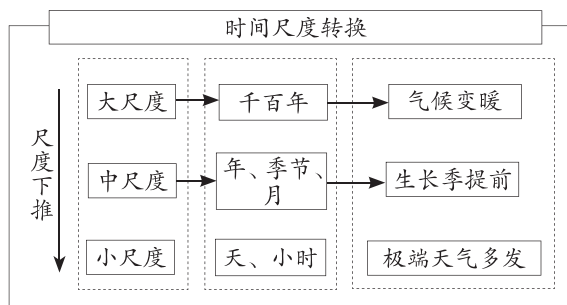 时间尺度转换
尺度下推
大尺度
千百年
气候变暖
中尺度
年、季节、
月
生长季提前
小尺度
天、小时
极端天气多发